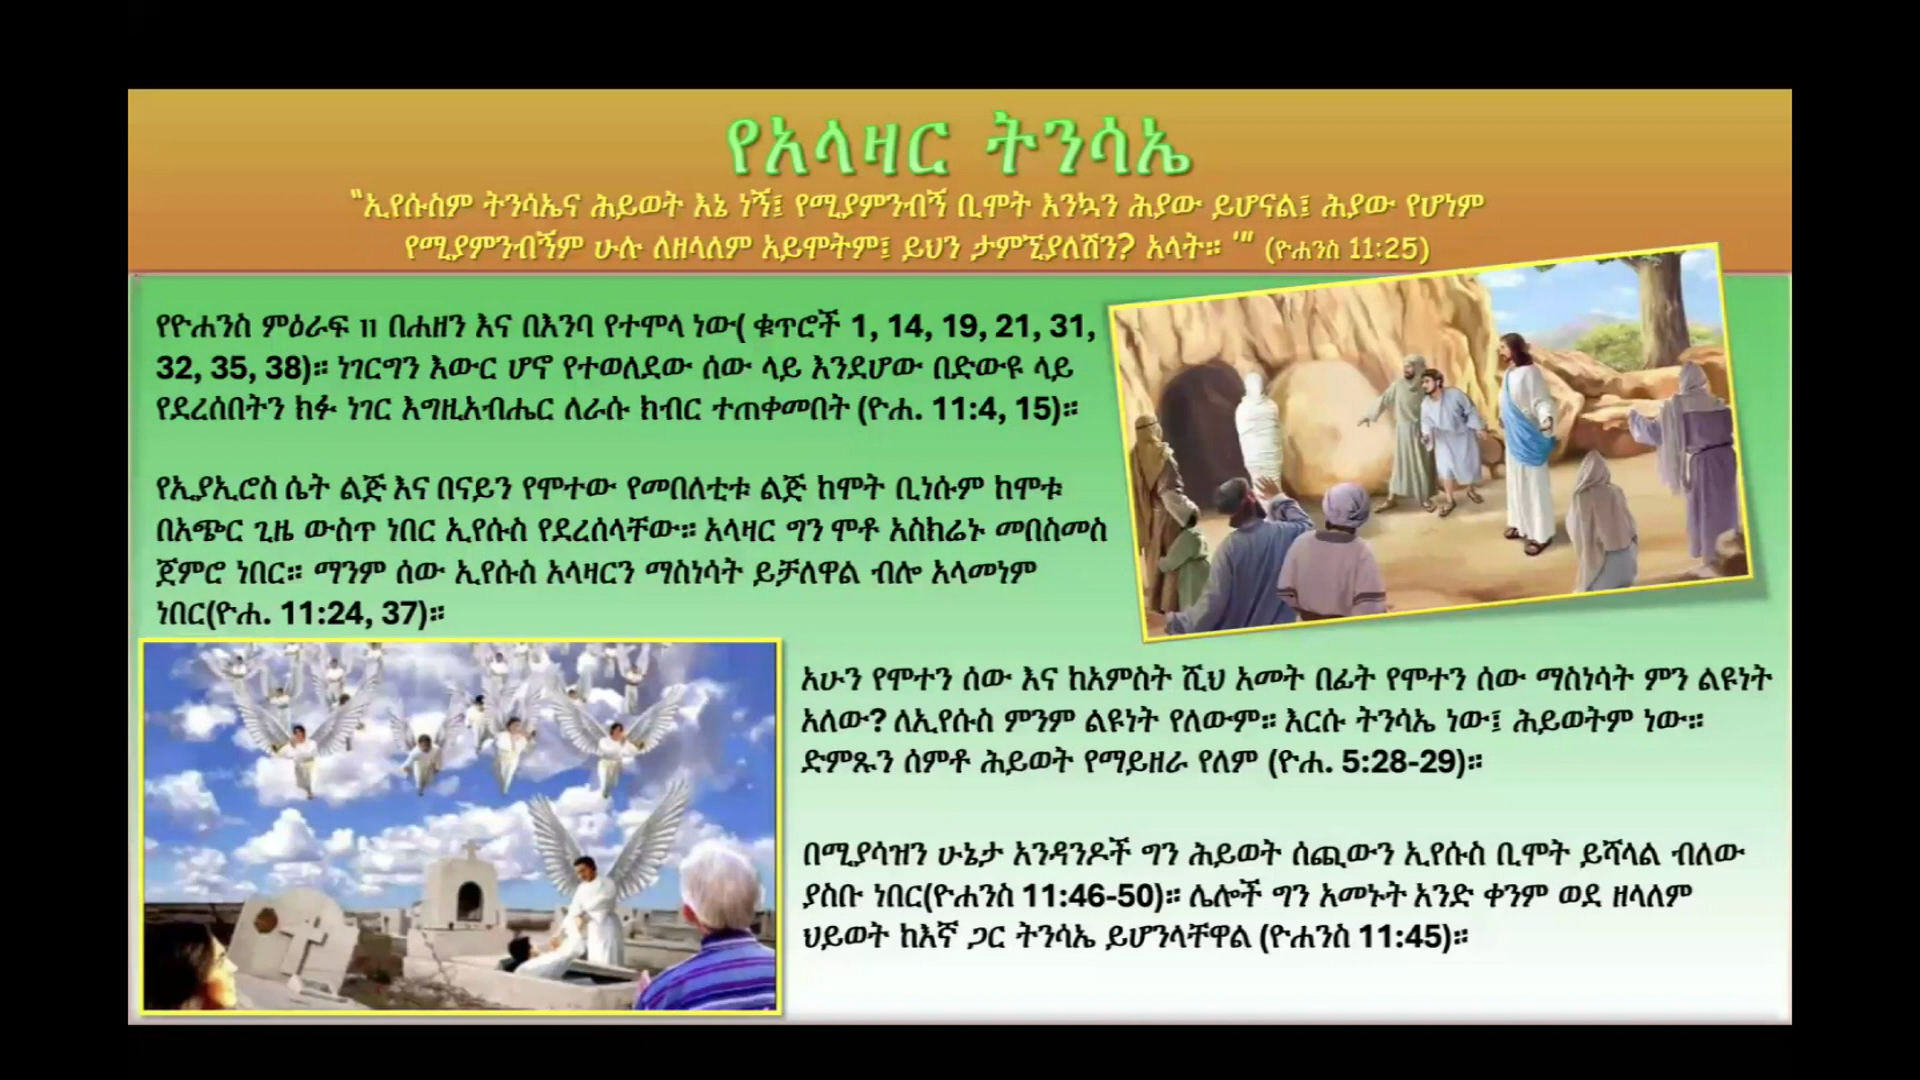 የአላዛር ትንሳኤ
“ኢየሱስም ትንሳኤና ሕይወት እኔ ነኝ፤ የሚያምንብኝ ቢሞት እንኳን ሕያው ይሆናል፤ ሕያው የሆነም
የሚያምንብኝም ሁሉ ለዘላለም አይሞትም፤ ይህን ታምኚያለሽን? አላት። ’” (ዮሐንስ 11:25)
የዮሐንስ ምዕራፍ 11 በሐዘን እና በእንባ የተሞላ ነው( ቁጥሮች 1, 14, 19, 21, 31,
32, 35, 38)። ነገርግን እውር ሆኖ የተወለደው ሰው ላይ እንደሆው በድውዩ ላይ
የደረሰበትን ክፉ ነገር እግዚአብሔር ለራሱ ክብር ተጠቀመበት (ዮሐ. 11:4, 15)።
የኢያኢሮስ ሴት ልጅ እና በናይን የሞተው የመበለቲቱ ልጅ ከሞት ቢነሱም ከሞቱ
በአጭር ጊዜ ውስጥ ነበር ኢየሱስ የደረሰላቸው። አላዛር ግን ሞቶ አስክሬኑ መበስመስ
ጀምሮ ነበር። ማንም ሰው ኢየሱስ አላዛርን ማስነሳት ይቻለዋል ብሎ አላመነም
ነበር(ዮሐ. 11:24, 37)።
አሁን የሞተን ሰው እና ከአምስት ሺህ አመት በፊት የሞተን ሰው ማስነሳት ምን ልዩነት
አለው? ለኢየሱስ ምንም ልዩነት የለውም። እርሱ ትንሳኤ ነው፤ ሕይወትም ነው።
ድምጹን ሰምቶ ሕይወት የማይዘራ የለም (ዮሐ. 5:28-29)።
በሚያሳዝን ሁኔታ አንዳንዶች ግን ሕይወት ሰጪውን ኢየሱስ ቢሞት ይሻላል ብለው
ያስቡ ነበር(ዮሐንስ 11:46-50)። ሌሎች ግን አመኑት አንድ ቀንም ወደ ዘላለም
ህይወት ከእኛ ጋር ትንሳኤ ይሆንላቸዋል (ዮሐንስ 11:45)።